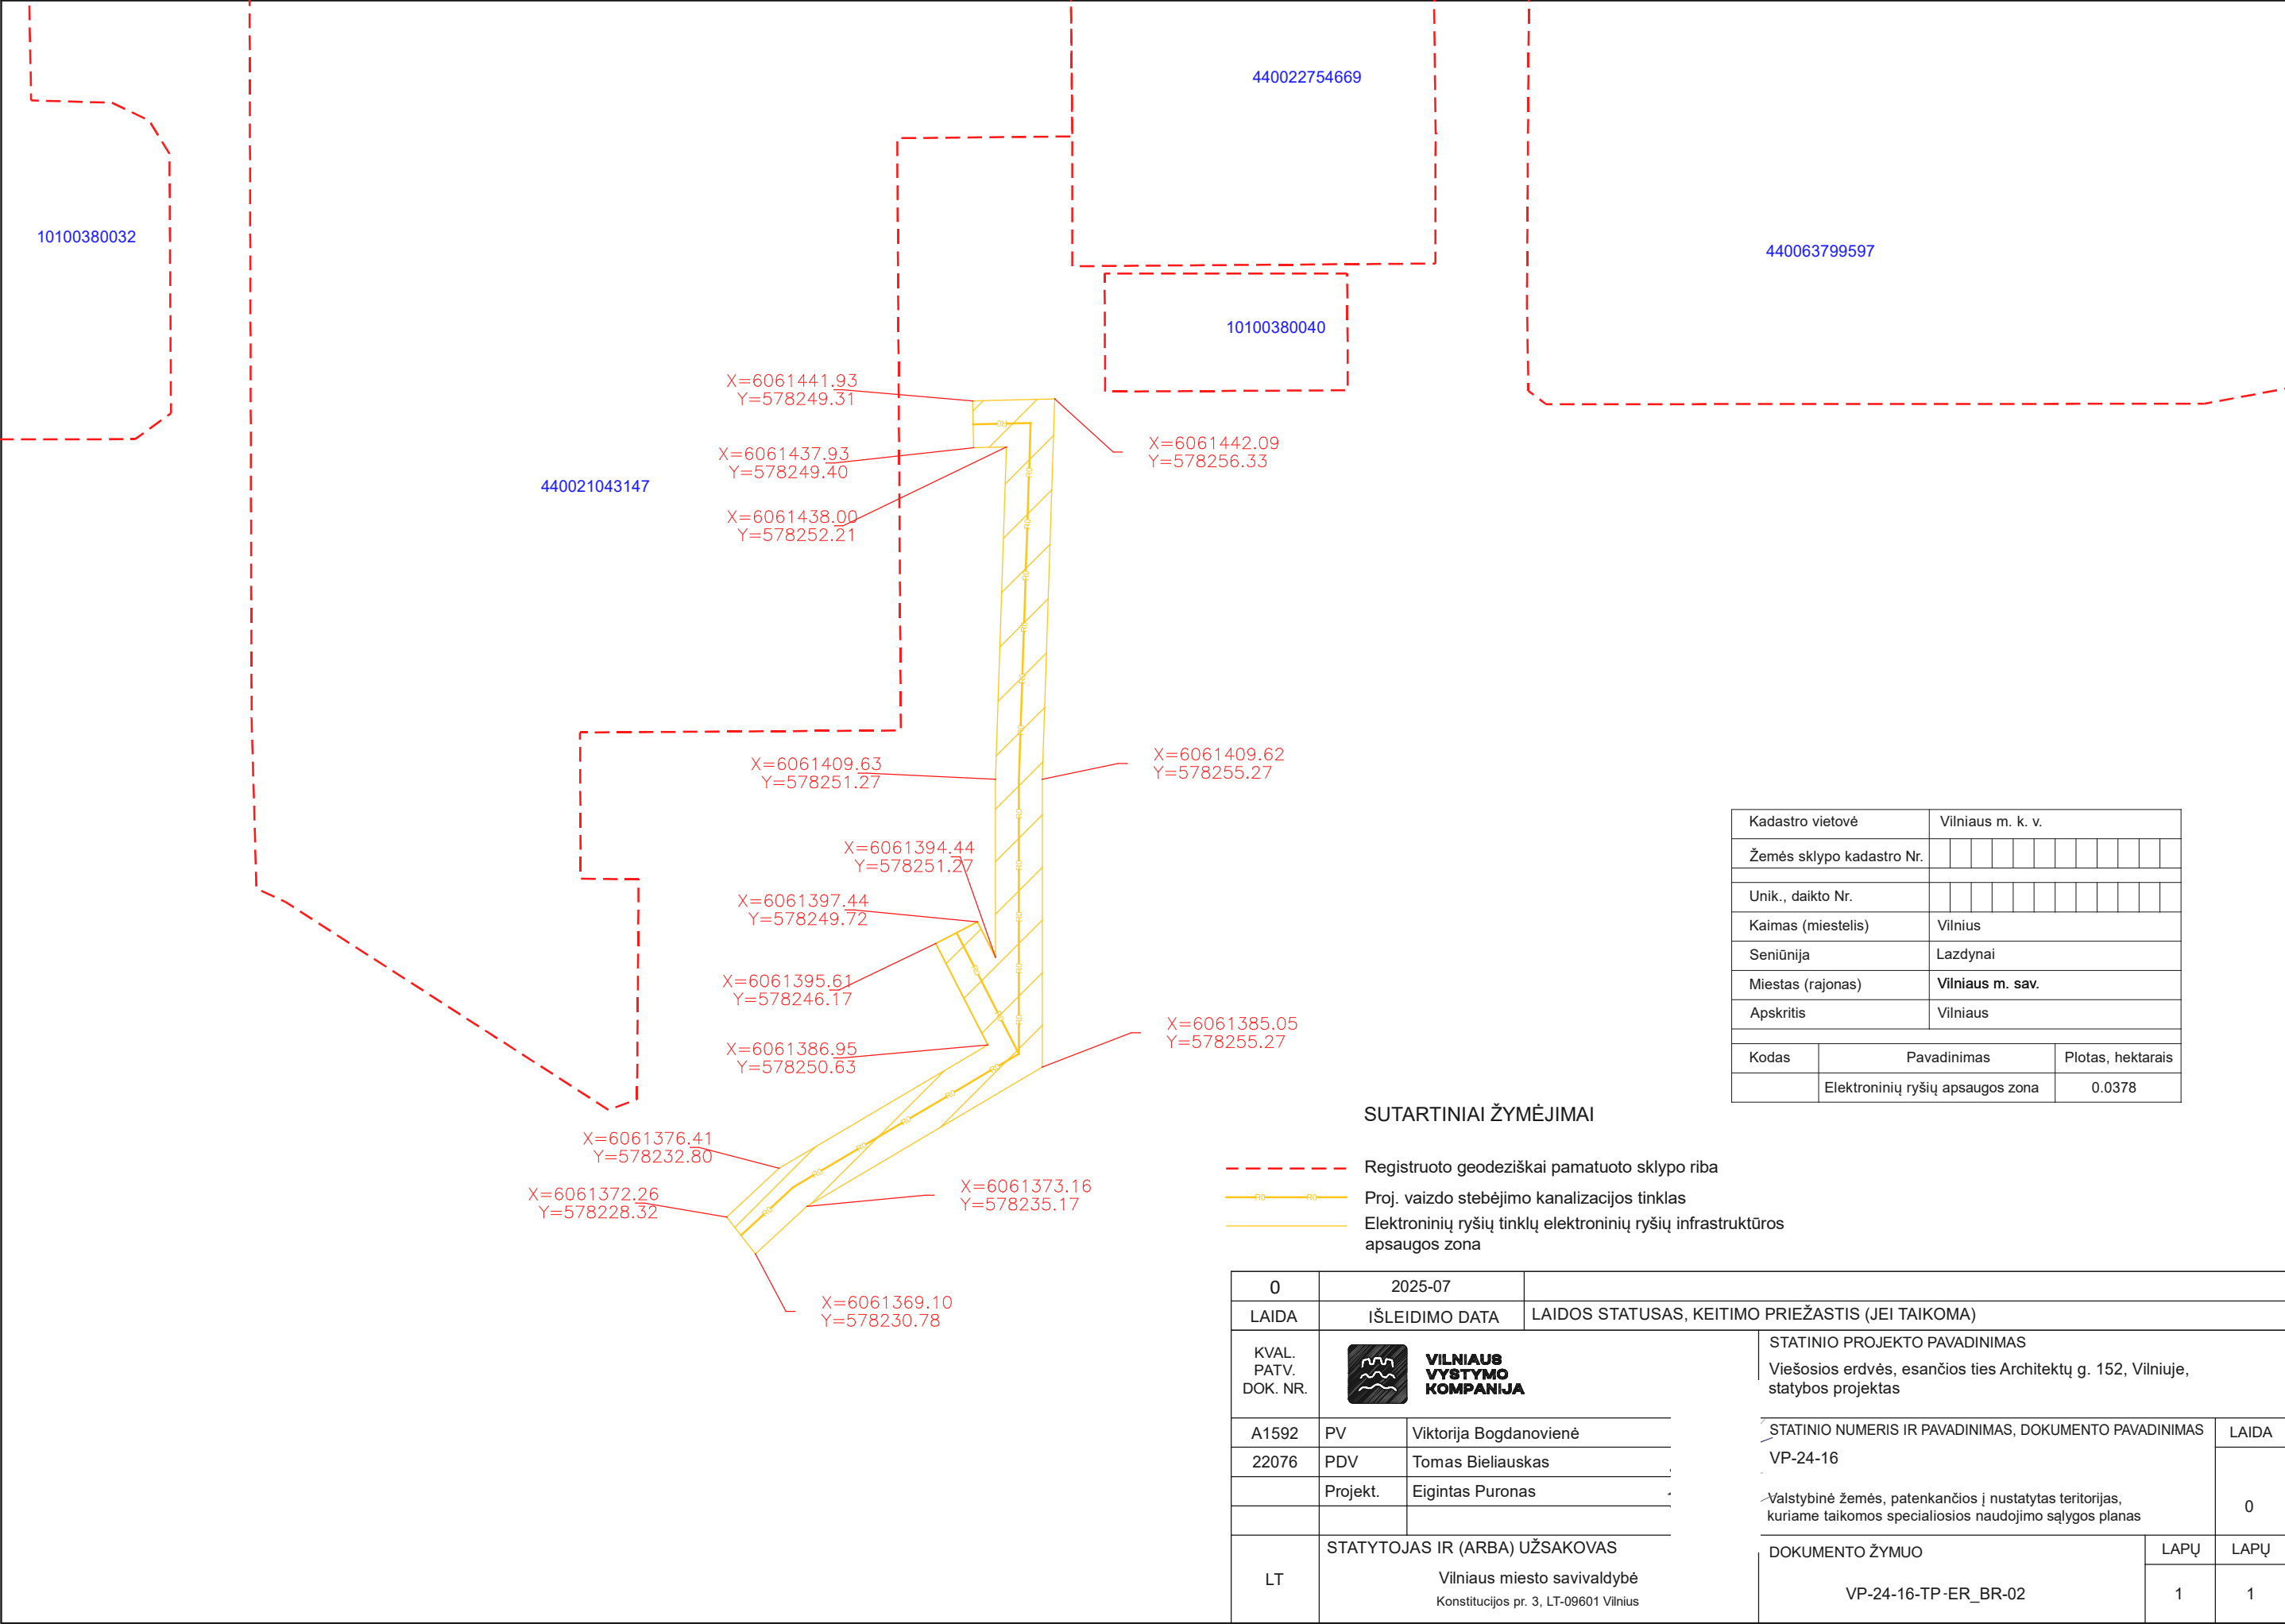 440022754669
10100380032
440063799597
10100380040
X=6061441.93
Y=578249.31
X=6061442.09
Y=578256.33
X=6061437.93
Y=578249.40
440021043147
X=6061438.00
Y=578252.21
X=6061409.63
Y=578251.27
X=6061409.62
Y=578255.27
X=6061394.44
Y=578251.27
X=6061397.44
Y=578249.72
X=6061395.61
Y=578246.17
X=6061385.05
Y=578255.27
X=6061386.95
Y=578250.63
X=6061376.41
Y=578232.80
X=6061372.26
Y=578228.32
X=6061373.16
Y=578235.17
X=6061369.10
Y=578230.78
Kadastro vietovė Vilniaus m. k. v.
Žemės sklypo kadastro Nr.
Unik., daikto Nr.
Kaimas (miestelis) Vilnius
Seniūnija Lazdynai
Miestas (rajonas) Vilniaus m. sav.
Apskritis Vilniaus
Kodas Pavadinimas Plotas, hektarais
Elektroninių ryšių apsaugos zona 0.0378
SUTARTINIAI ŽYMĖJIMAI
Registruoto geodeziškai pamatuoto sklypo riba
R0 R0 Proj. vaizdo stebėjimo kanalizacijos tinklas
Elektroninių ryšių tinklų elektroninių ryšių infrastruktūros
apsaugos zona
0 2025-07
LAIDA IŠLEIDIMO DATA LAIDOS STATUSAS, KEITIMO PRIEŽASTIS (JEI TAIKOMA)
KVAL.
PATV.
DOK. NR.
VILNIAUS
VYSTYMO
KOMPANIJA
STATINIO PROJEKTO PAVADINIMAS
Viešosios erdvės, esančios ties Architektų g. 152, Vilniuje,
statybos projektas
A1592 PV Viktorija Bogdanovienė
22076 PDV Tomas Bieliauskas
Projekt. Eigintas Puronas
STATINIO NUMERIS IR PAVADINIMAS, DOKUMENTO PAVADINIMAS LAIDA
VP-24-16
Valstybinė žemės, patenkančios į nustatytas teritorijas,
kuriame taikomos specialiosios naudojimo sąlygos planas
0
LT
STATYTOJAS IR (ARBA) UŽSAKOVAS
Vilniaus miesto savivaldybė
Konstitucijos pr. 3, LT-09601 Vilnius
DOKUMENTO ŽYMUO LAPŲ LAPŲ
VP-24-16-TP-ER_BR-02 1 1